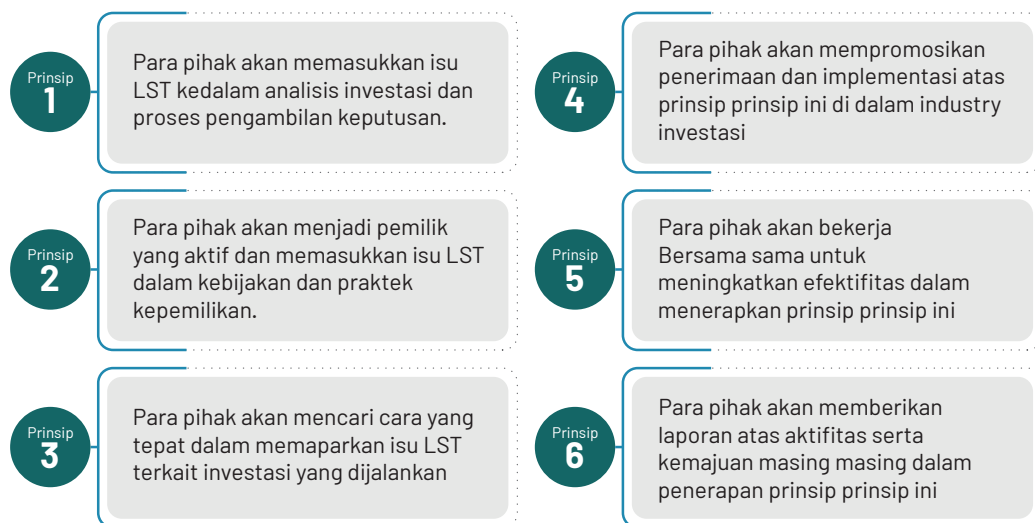 Prinsip
1
Para pihak akan memasukkan isu
LST kedalam analisis investasi dan
proses pengambilan keputusan.
Prinsip
2
Para pihak akan menjadi pemilik
yang aktif dan memasukkan isu LST
dalam kebijakan dan praktek
kepemilikan.
Prinsip
3
Para pihak akan mencari cara yang
tepat dalam memaparkan isu LST
terkait investasi yang dijalankan
Prinsip
4
Para pihak akan mempromosikan
penerimaan dan implementasi atas
prinsip prinsip ini di dalam industry
investasi
Prinsip
5
Para pihak akan bekerja
Bersama sama untuk
meningkatkan efektifitas dalam
menerapkan prinsip prinsip ini
Prinsip
6
Para pihak akan memberikan
laporan atas aktifitas serta
kemajuan masing masing dalam
penerapan prinsip prinsip ini